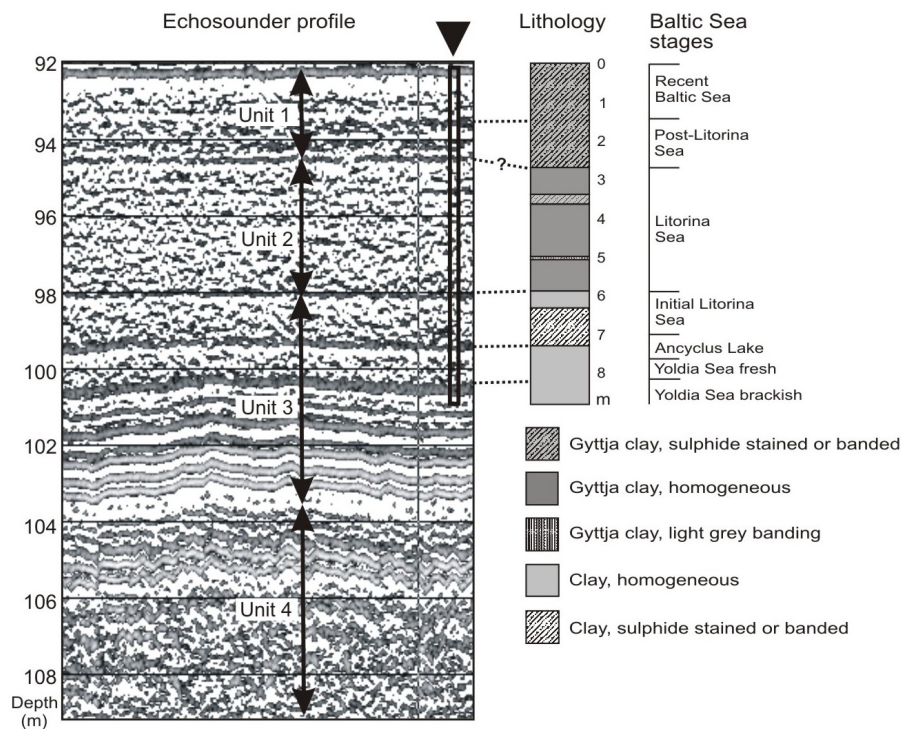 Echosounder profile
Lithology
Baltic Sea
stages
92
94
96
98
100
102
104
106
108
Depth
(m)
Unit 1
Unit 2
Unit 3
Unit 4
?
0
1
2
3
4
5
6
7
8
m
Recent
Baltic Sea
Post-Litorina
Sea
Litorina
Sea
Initial Litorina
Sea
Ancyclus Lake
Yoldia Sea fresh
Yoldia Sea brackish
Gyttja clay, sulphide stained or banded
Gyttja clay, homogeneous
Gyttja clay, light grey banding
Clay, homogeneous
Clay, sulphide stained or banded